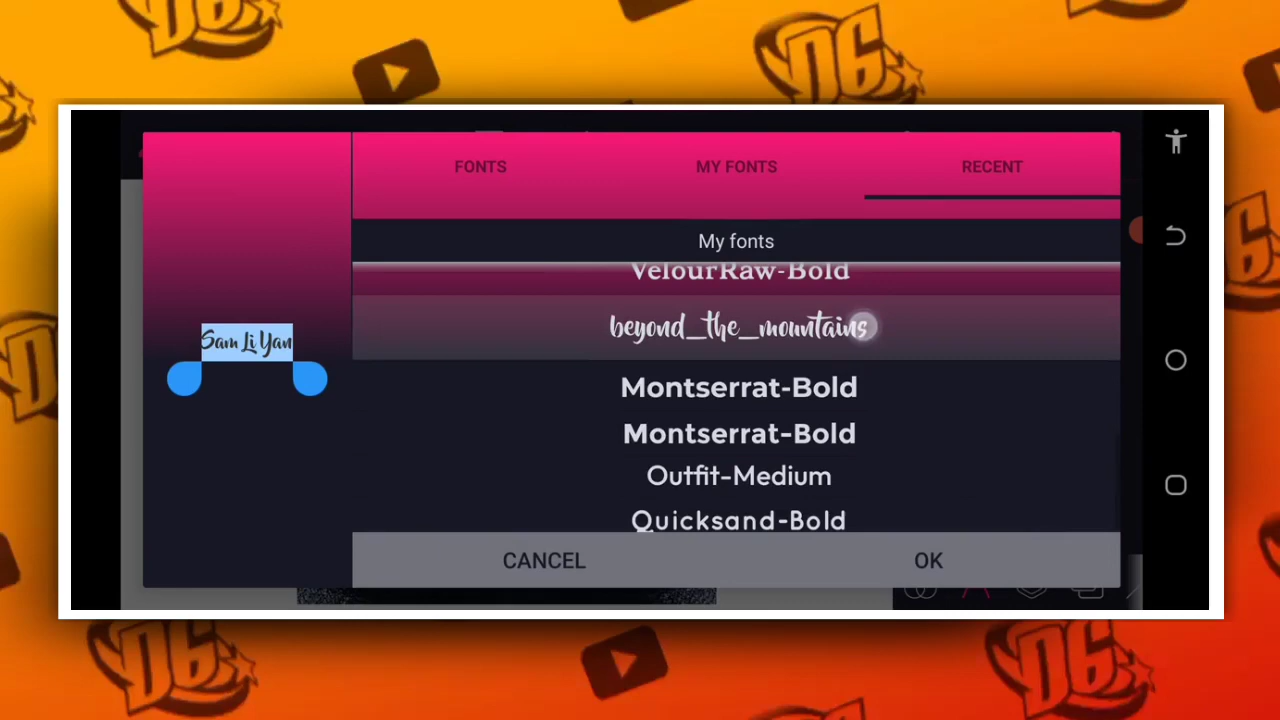 FONTS MY FONTS RECENT
My fonts
VelourRaw-Bold
beyond_the_mountains
Sam Li Yan
Montserrat-Bold
Montserrat-Bold
Outfit-Medium
Quicksand-Bold
CANCEL OK